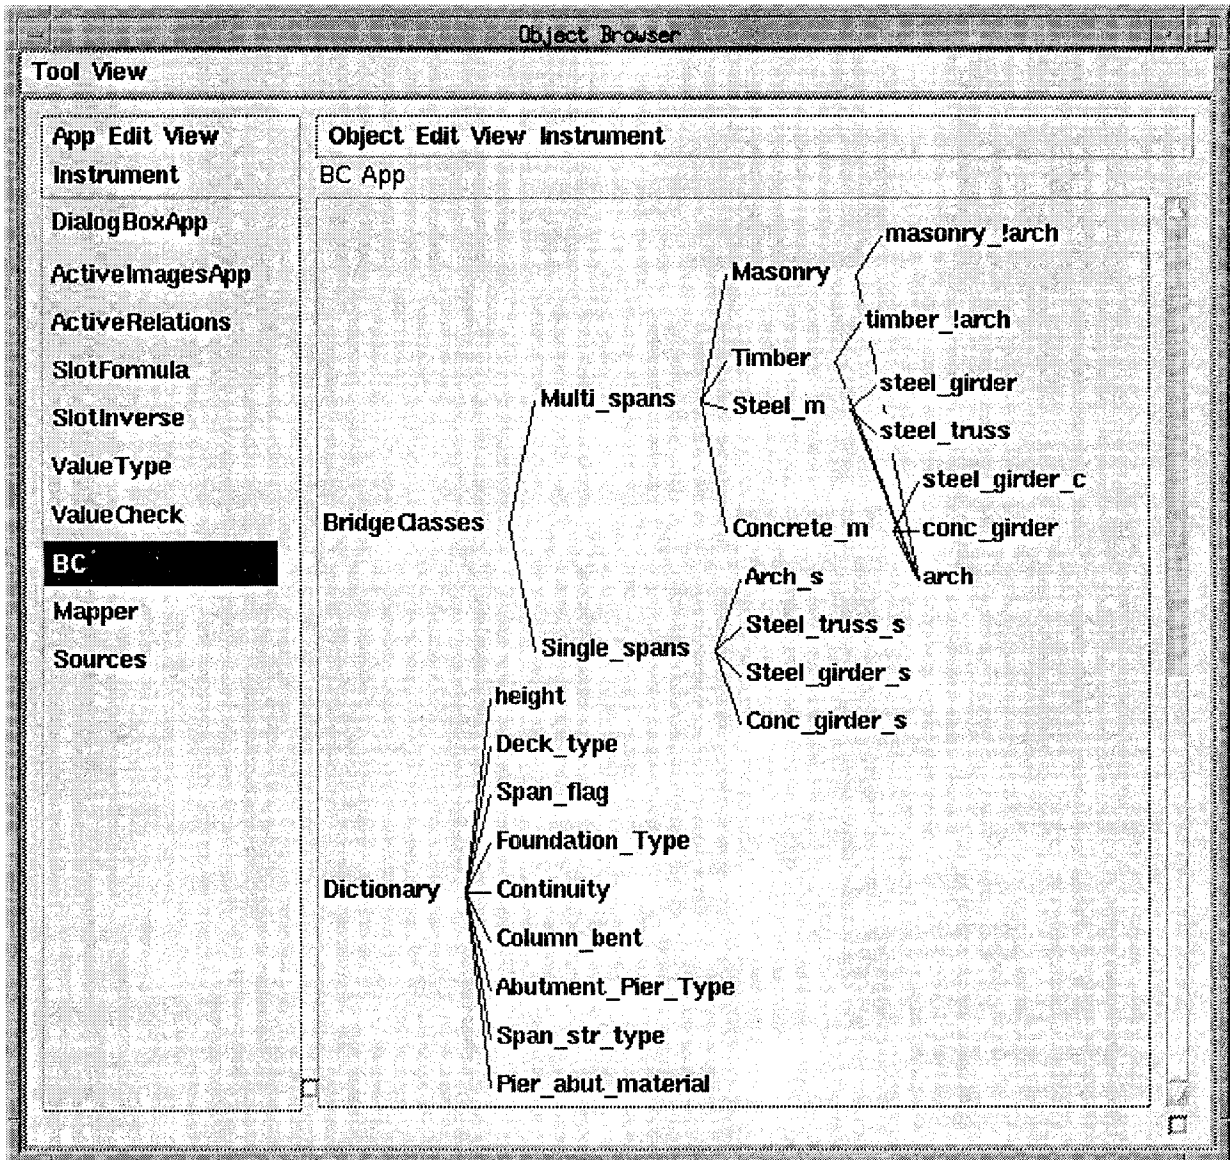 Object Browser
Tool View
App Edit View
Instrument
DialogBoxApp
ActiveImagesApp
ActiveRelations
SlotFormula
SlotInverse
ValueType
ValueCheck
BC
Mapper
Sources
Object Edit View Instrument
BC App
masonry_!arch
Masonry
timber_!arch
Timber
steel_girder
Multi_spans
Steel_m
steel_truss
steel_girder_c
BridgeClasses
Concrete_m
conc_girder
Arch_s
arch
Steel_truss_s
Single_spans
Steel_girder_s
height
Conc_girder_s
Deck_type
Span_flag
Foundation_Type
Dictionary
Continuity
Column_bent
Abutment_Pier_Type
Span_str_type
Pier_abut_material